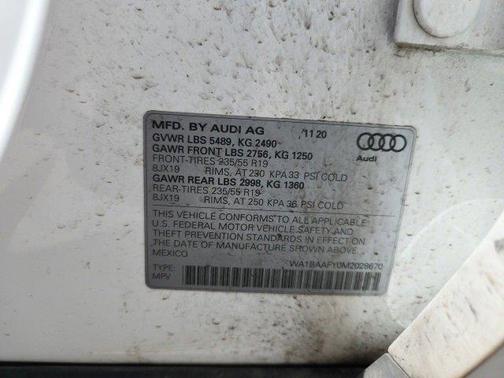 MFD. BY AUDI AG 11 20
GVWR LBS 5489, KG 2490
GAWR FRONT LBS 2756, KG 1250
FRONT-TIRES 235/55 R19
8JX19 RIMS, AT 230 KPA 33 PSI COLD
GAWR REAR LBS 2998, KG 1360
REAR-TIRES 235/55 R19
8JX19 RIMS, AT 250 KPA 36 PSI COLD
THIS VEHICLE CONFORMS TO ALL APPLICABLE
U.S. FEDERAL MOTOR VEHICLE SAFETY AND
THEFT PREVENTION STANDARDS IN EFFECT ON
THE DATE OF MANUFACTURE SHOWN ABOVE.
MEXICO
TYPE:
MPV WA1BAAFY0M2028670
Audi